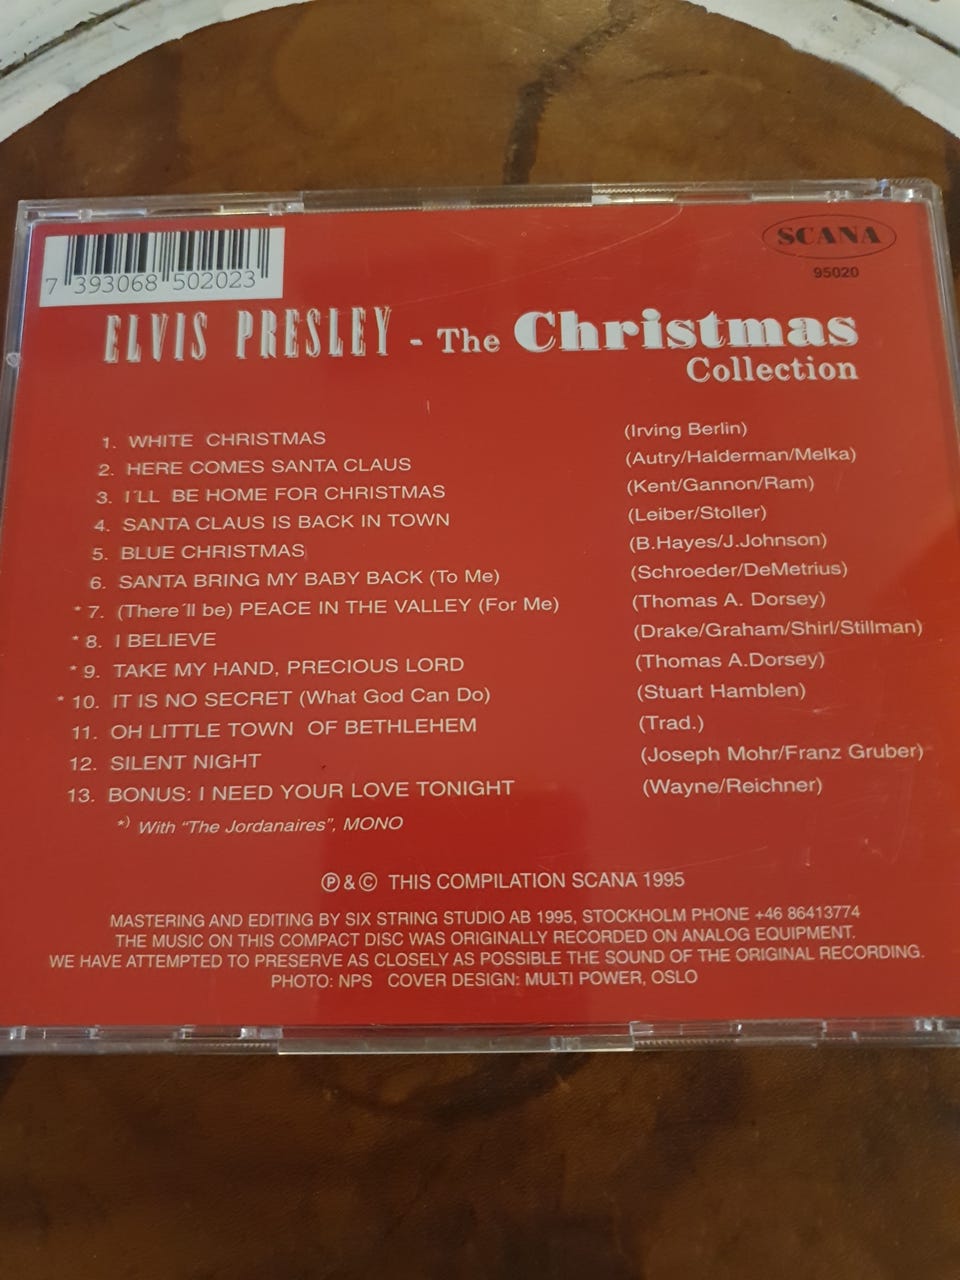 7 393068 502023
SCANA
95020
ELVIS PRESLEY - The Christmas
Collection
1. WHITE CHRISTMAS (Irving Berlin)
2. HERE COMES SANTA CLAUS (Autry/Halderman/Melka)
3. I´LL BE HOME FOR CHRISTMAS (Kent/Gannon/Ram)
4. SANTA CLAUS IS BACK IN TOWN (Leiber/Stoller)
5. BLUE CHRISTMAS (B.Hayes/J.Johnson)
6. SANTA BRING MY BABY BACK (To Me) (Schroeder/DeMetrius)
* 7. (There´ll be) PEACE IN THE VALLEY (For Me) (Thomas A. Dorsey)
* 8. I BELIEVE (Drake/Graham/Shirl/Stillman)
* 9. TAKE MY HAND, PRECIOUS LORD (Thomas A.Dorsey)
* 10. IT IS NO SECRET (What God Can Do) (Stuart Hamblen)
11. OH LITTLE TOWN OF BETHLEHEM (Trad.)
12. SILENT NIGHT (Joseph Mohr/Franz Gruber)
13. BONUS: I NEED YOUR LOVE TONIGHT (Wayne/Reichner)
*) With “The Jordanaires”, MONO
℗ & © THIS COMPILATION SCANA 1995
MASTERING AND EDITING BY SIX STRING STUDIO AB 1995, STOCKHOLM PHONE +46 86413774
THE MUSIC ON THIS COMPACT DISC WAS ORIGINALLY RECORDED ON ANALOG EQUIPMENT.
WE HAVE ATTEMPTED TO PRESERVE AS CLOSELY AS POSSIBLE THE SOUND OF THE ORIGINAL RECORDING.
PHOTO: NPS COVER DESIGN: MULTI POWER, OSLO